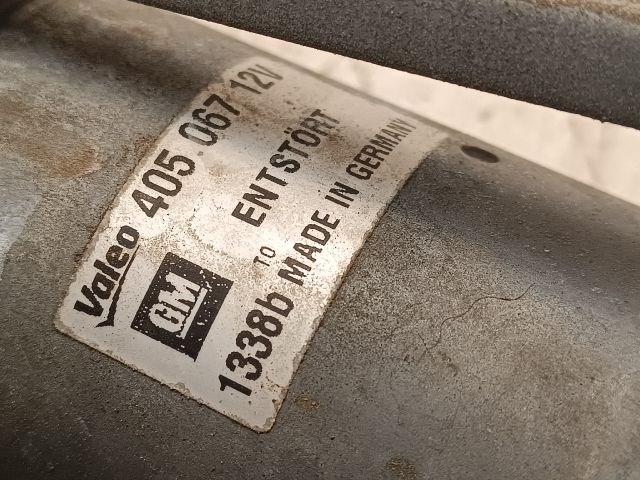 Valeo 405.067 12V
GM ENTSTÖRT
TO
1338b MADE IN GERMANY